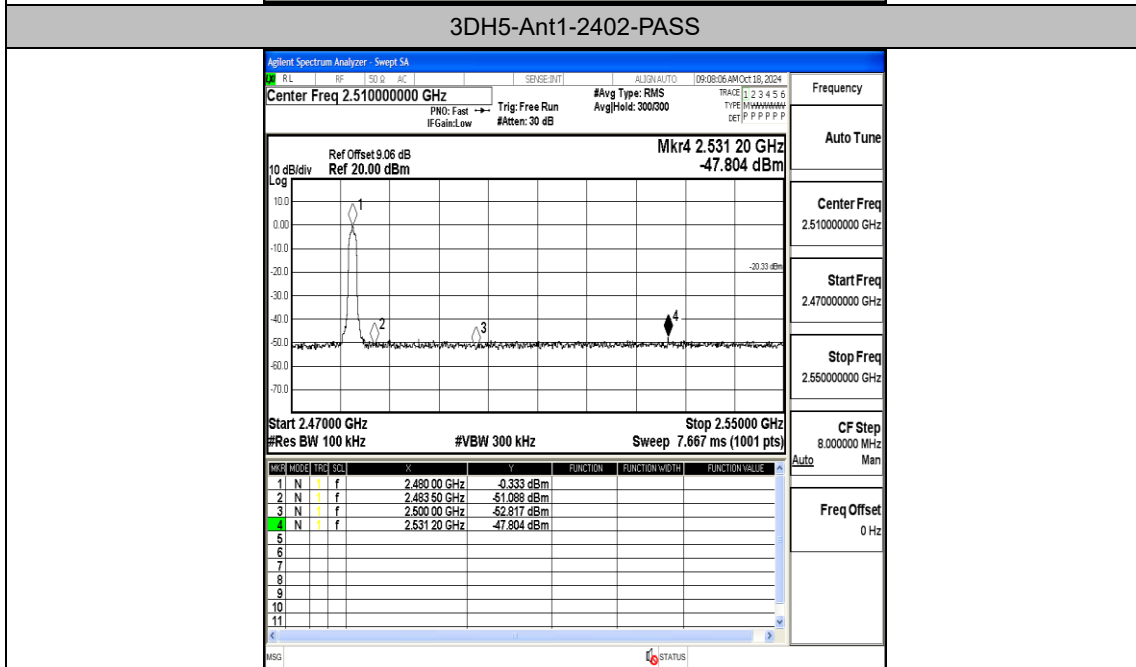 3DH5-Ant1-2402-PASS
Agilent Spectrum Analyzer - Swept SA
RL RF 50 Ω AC SENSE:INT ALIGN AUTO 09:08:06 AM Oct 18, 2024
Center Freq 2.510000000 GHz
#Avg Type: RMS
TRACE 1 2 3 4 5 6
PNO: Fast Trig: Free Run Avg|Hold: 300/300
TYPE
IFGain:Low #Atten: 30 dB
DET P P P P P P
Frequency
Auto Tune
Mkr4 2.531 20 GHz
Ref Offset 9.06 dB
-47.804 dBm
10 dB/div Ref 20.00 dBm
Log
10.0
0.00
-10.0
-20.0
-30.0
-40.0
-50.0
-60.0
-70.0
1
2
3
4
-20.33 dBm
Start 2.47000 GHz Stop 2.55000 GHz
#Res BW 100 kHz #VBW 300 kHz Sweep 7.667 ms (1001 pts)
Center Freq
2.510000000 GHz
Start Freq
2.470000000 GHz
Stop Freq
2.550000000 GHz
CF Step
8.000000 MHz
Auto Man
Freq Offset
0 Hz
MKR MODE TRC SCL X Y FUNCTION FUNCTION WIDTH FUNCTION VALUE
1 N 1 f 2.480 00 GHz -0.333 dBm
2 N 1 f 2.483 50 GHz -51.088 dBm
3 N 1 f 2.500 00 GHz -52.817 dBm
4 N 1 f 2.531 20 GHz -47.804 dBm
5
6
7
8
9
10
11
MSG STATUS